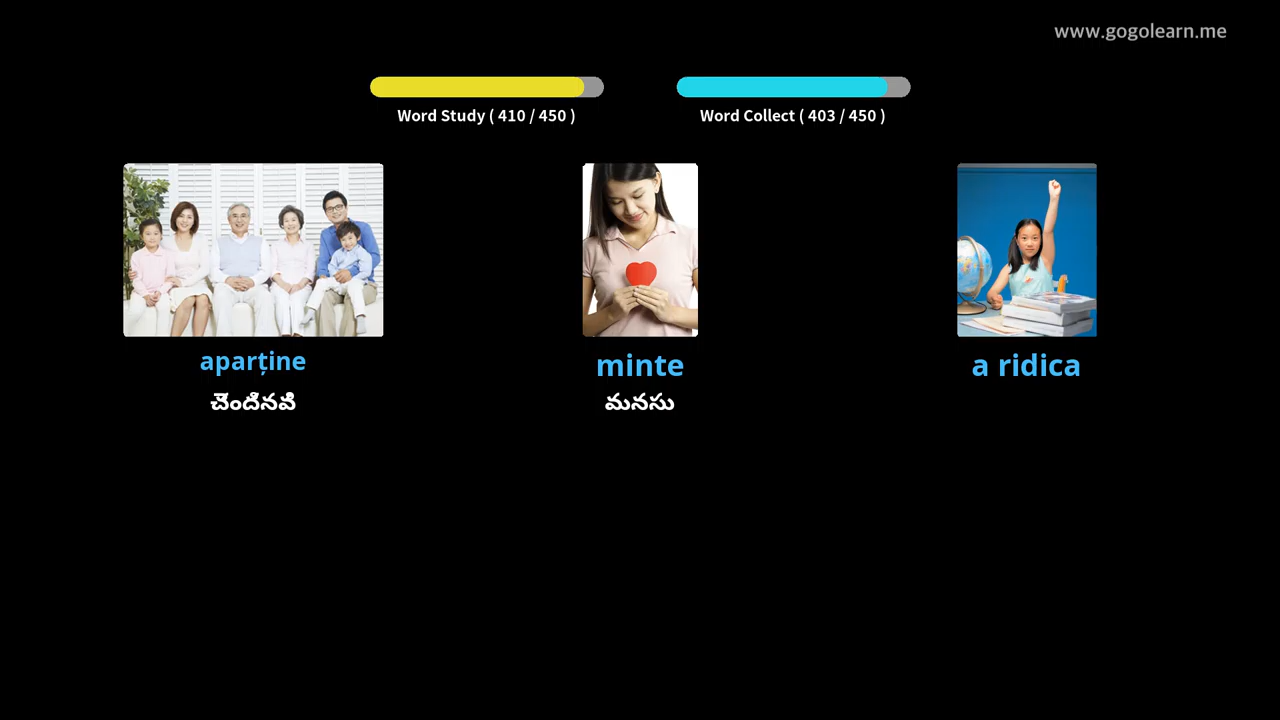 www.gogolearn.me
Word Study ( 410 / 450 )
Word Collect ( 403 / 450 )
aparține
minte
a ridica
చెందినవి
మనసు